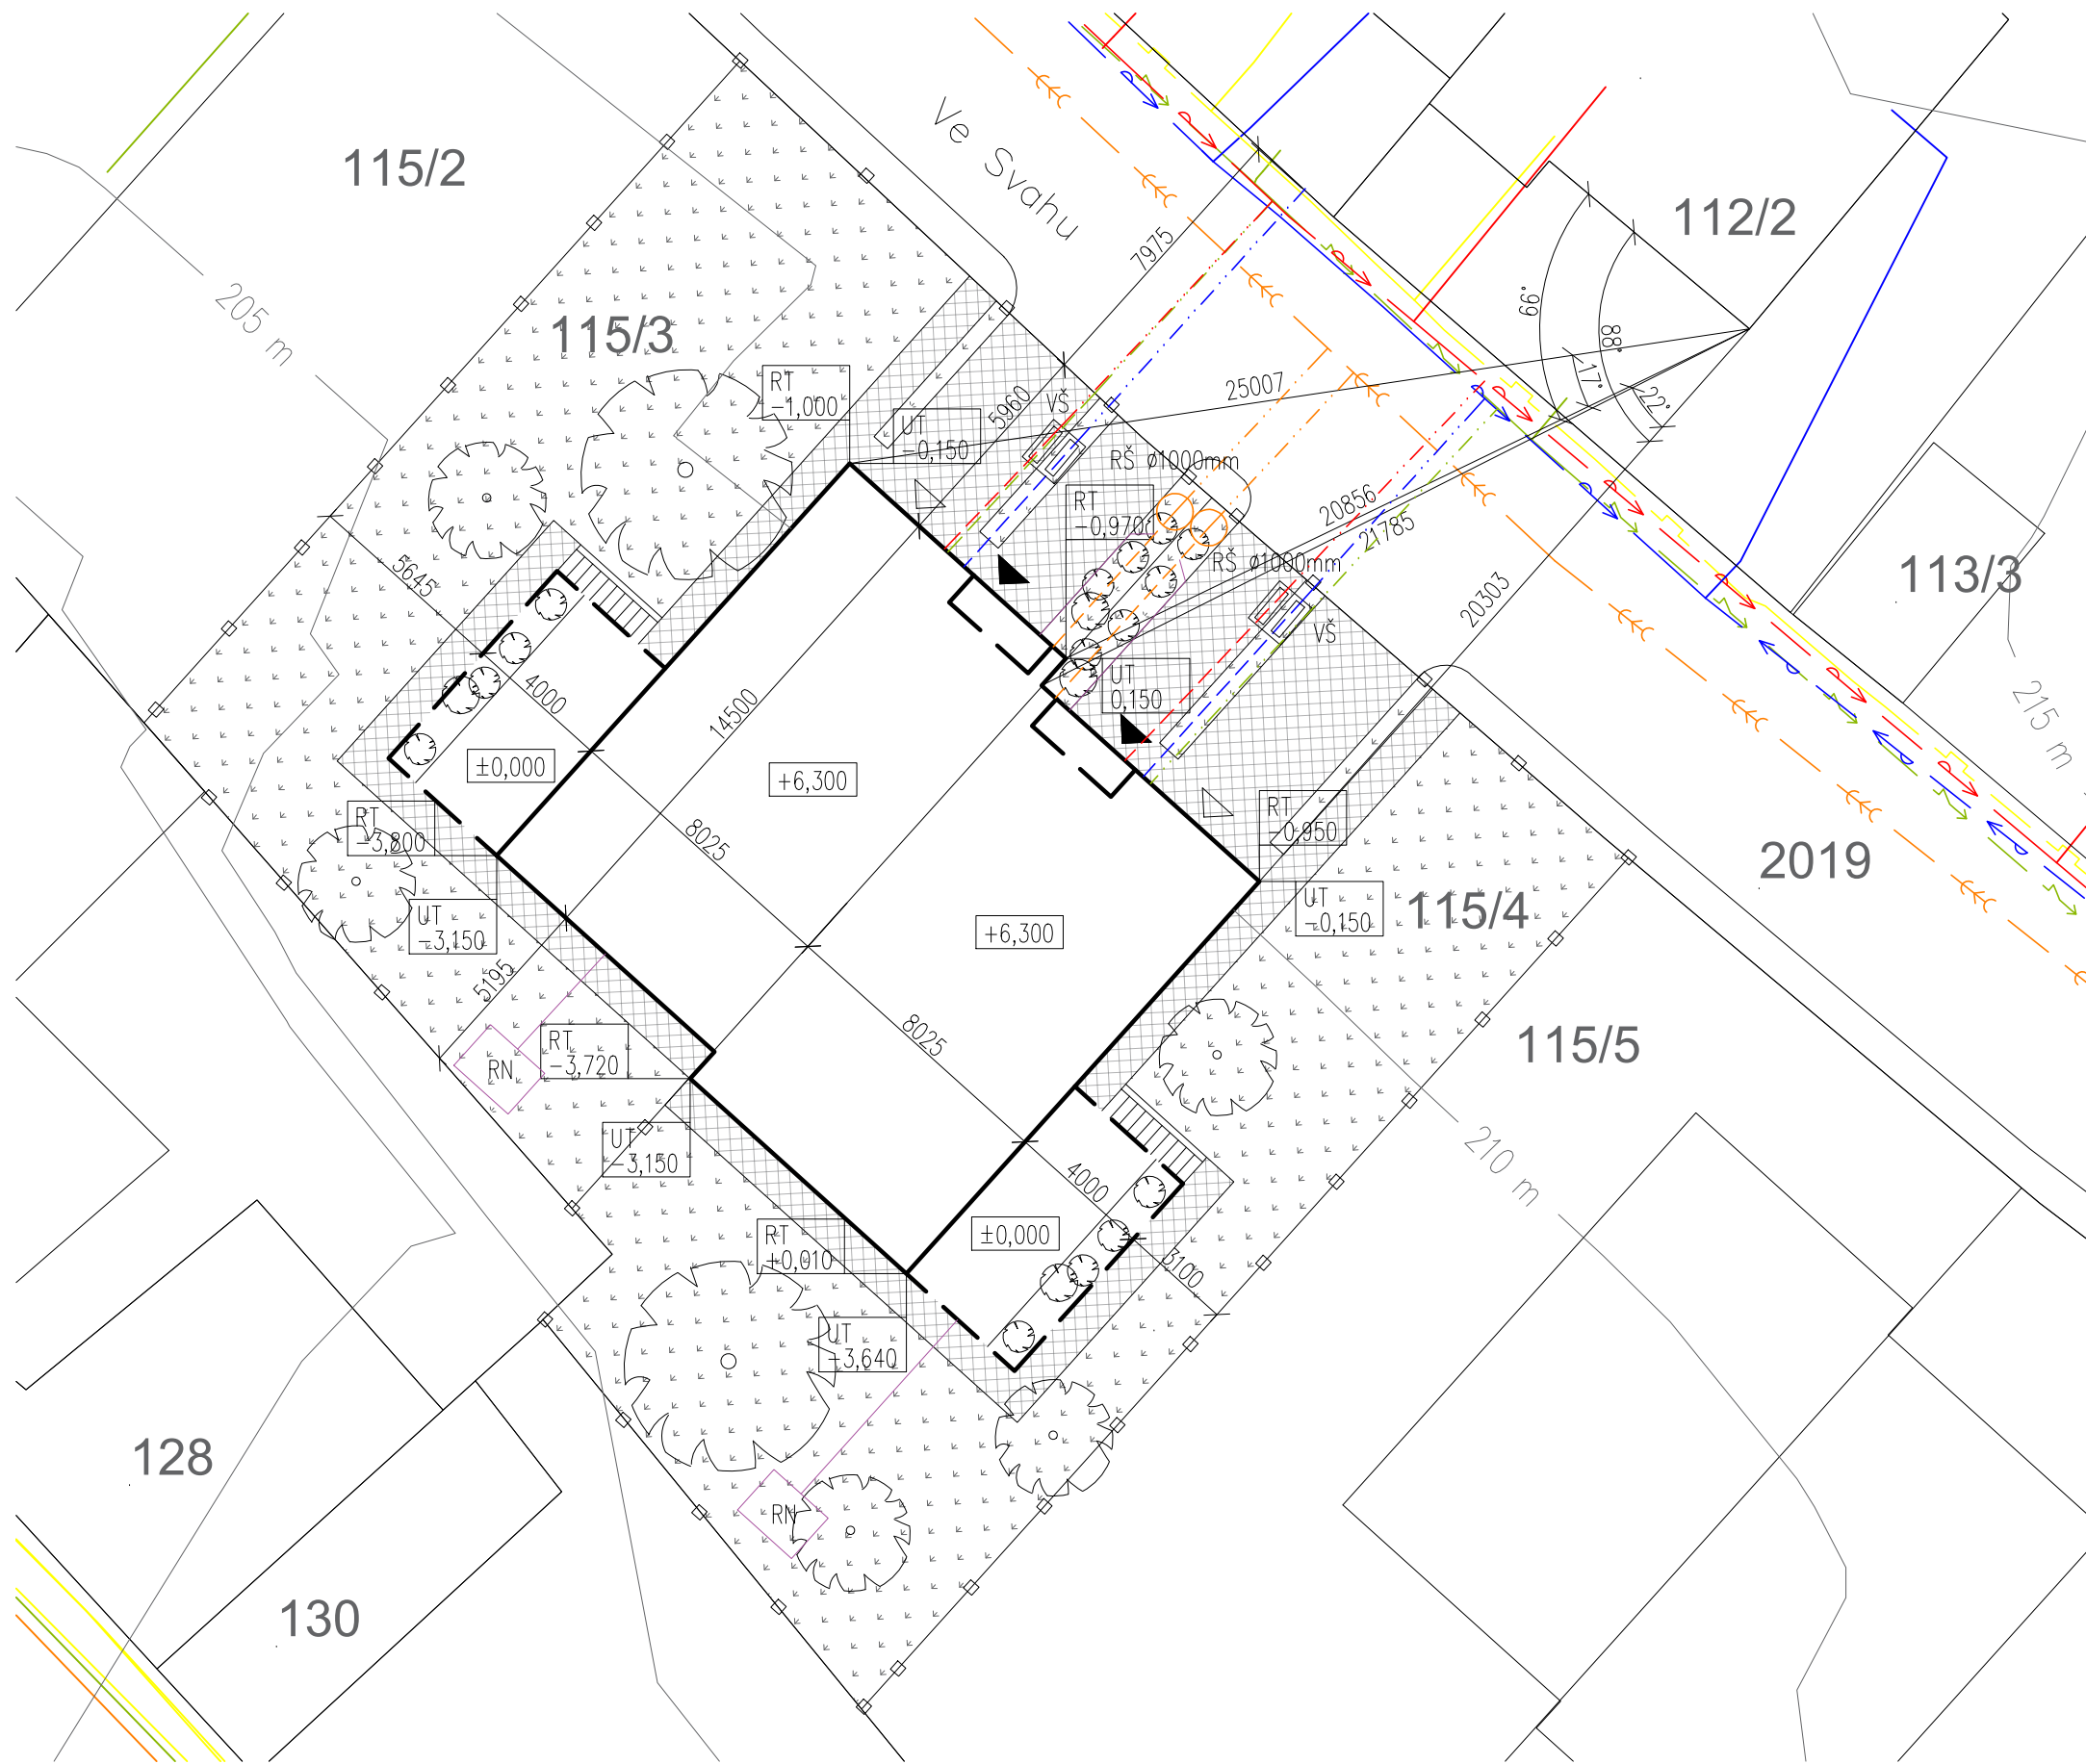 115/2
Ve Svahu
112/2
7975
205 m
115/3
66°
88°
17°
22°
RT
-1,000
25007
5960
VŠ
UT
-0,150
RŠ ø1000mm
RT
-0,970
20856
21785
RŠ ø1000mm
113/3
5645
20303
VŠ
4000
14500
UT
0,150
215 m
±0,000
+6,300
RT
-3,800
8025
RT
-0,950
2019
UT
-3,150
+6,300
UT
-0,150
115/4
5195
RT
-3,720
RN
8025
115/5
UT
-3,150
210 m
4000
RT
+0,010
±0,000
3100
UT
-3,640
128
RN
130